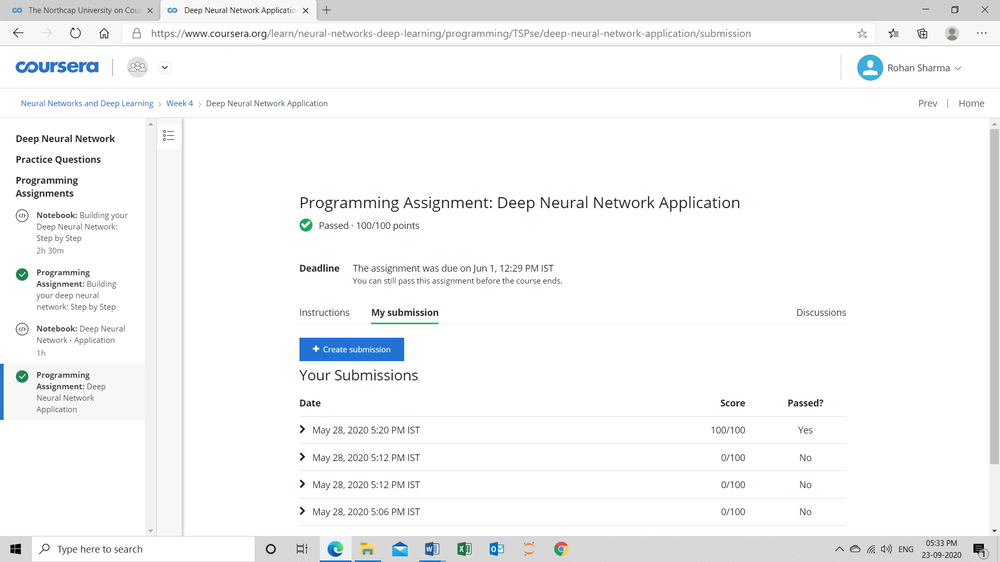 The Northcap University on Cour
Deep Neural Network Applicatio
https://www.coursera.org/learn/neural-networks-deep-learning/programming/TSPse/deep-neural-network-application/submission
coursera
Rohan Sharma
Neural Networks and Deep Learning > Week 4 > Deep Neural Network Application
Prev | Home
Deep Neural Network
Practice Questions
Programming
Assignments
Notebook: Building your
Deep Neural Network:
Step by Step
2h 30m
Programming
Assignment: Building
your deep neural
network: Step by Step
Notebook: Deep Neural
Network - Application
1h
Programming
Assignment: Deep
Neural Network
Application
Programming Assignment: Deep Neural Network Application
Passed · 100/100 points
Deadline The assignment was due on Jun 1, 12:29 PM IST
You can still pass this assignment before the course ends.
Instructions My submission Discussions
+ Create submission
Your Submissions
Date Score Passed?
May 28, 2020 5:20 PM IST 100/100 Yes
May 28, 2020 5:12 PM IST 0/100 No
May 28, 2020 5:12 PM IST 0/100 No
May 28, 2020 5:06 PM IST 0/100 No
Type here to search
ENG
05:33 PM
23-09-2020
1